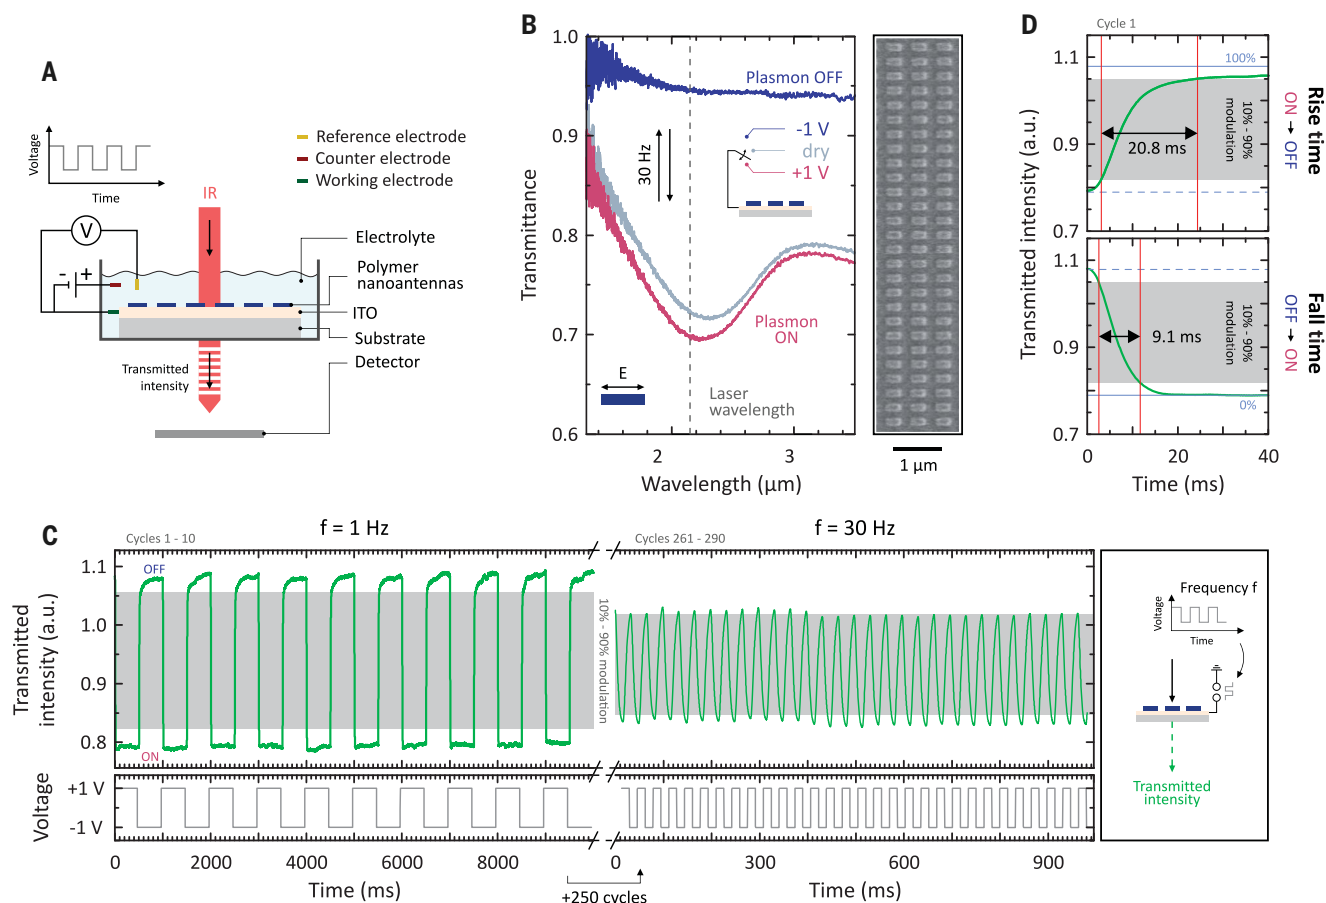 A
Voltage
Time
Reference electrode
Counter electrode
Working electrode
IR
V
- +
Electrolyte
Polymer
nanoantennas
ITO
Substrate
Detector
Transmitted
intensity
B
Transmittance
1.0
0.9
0.8
0.7
0.6
Plasmon OFF
30 Hz
-1 V
dry
+1 V
Plasmon
ON
E
Laser
wavelength
2
3
Wavelength (μm)
1 μm
D
Cycle 1
Transmitted intensity (a.u.)
1.1
0.9
0.7
100%
10% - 90%
modulation
20.8 ms
Rise time
ON → OFF
1.1
0.9
0.7
10% - 90%
modulation
9.1 ms
0%
Fall time
OFF → ON
0
10
20
30
40
Time (ms)
C
f = 1 Hz
f = 30 Hz
Cycles 1 - 10
Cycles 261 - 290
Transmitted
intensity (a.u.)
1.1
1.0
0.9
0.8
OFF
ON
10% - 90% modulation
Voltage
+1 V
-1 V
0
2000
4000
6000
8000
Time (ms)
+250 cycles
0
300
600
900
Time (ms)
Frequency f
Voltage
Time
Transmitted
intensity